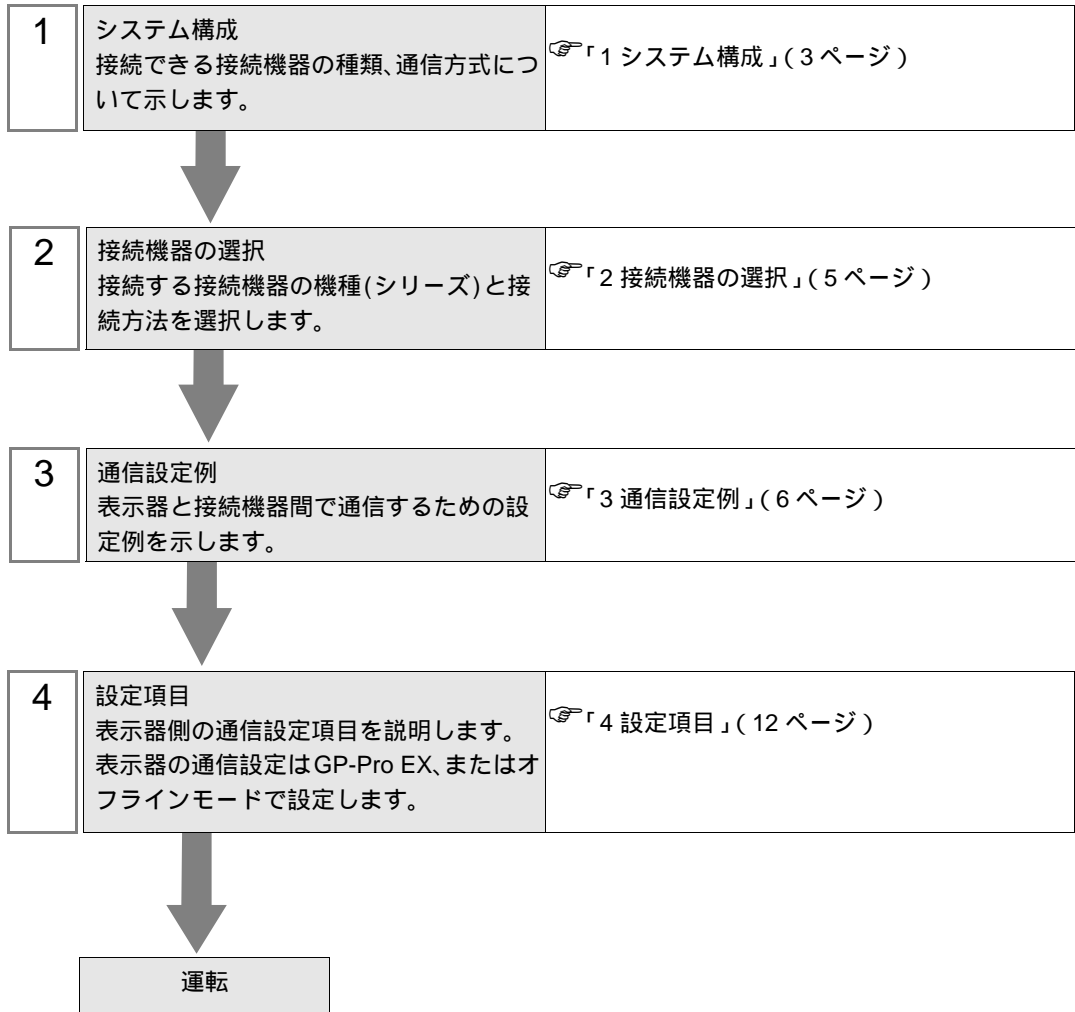 1
システム構成
接続できる接続機器の種類、通信方式につ
いて示します。
☞「1 システム構成」(3 ページ)
2
接続機器の選択
接続する接続機器の機種(シリーズ)と接
続方法を選択します。
☞「2 接続機器の選択」(5 ページ)
3
通信設定例
表示器と接続機器間で通信するための設
定例を示します。
☞「3 通信設定例」(6 ページ)
4
設定項目
表示器側の通信設定項目を説明します。
表示器の通信設定はGP-Pro EX、またはオ
フラインモードで設定します。
☞「4 設定項目」(12 ページ)
運転